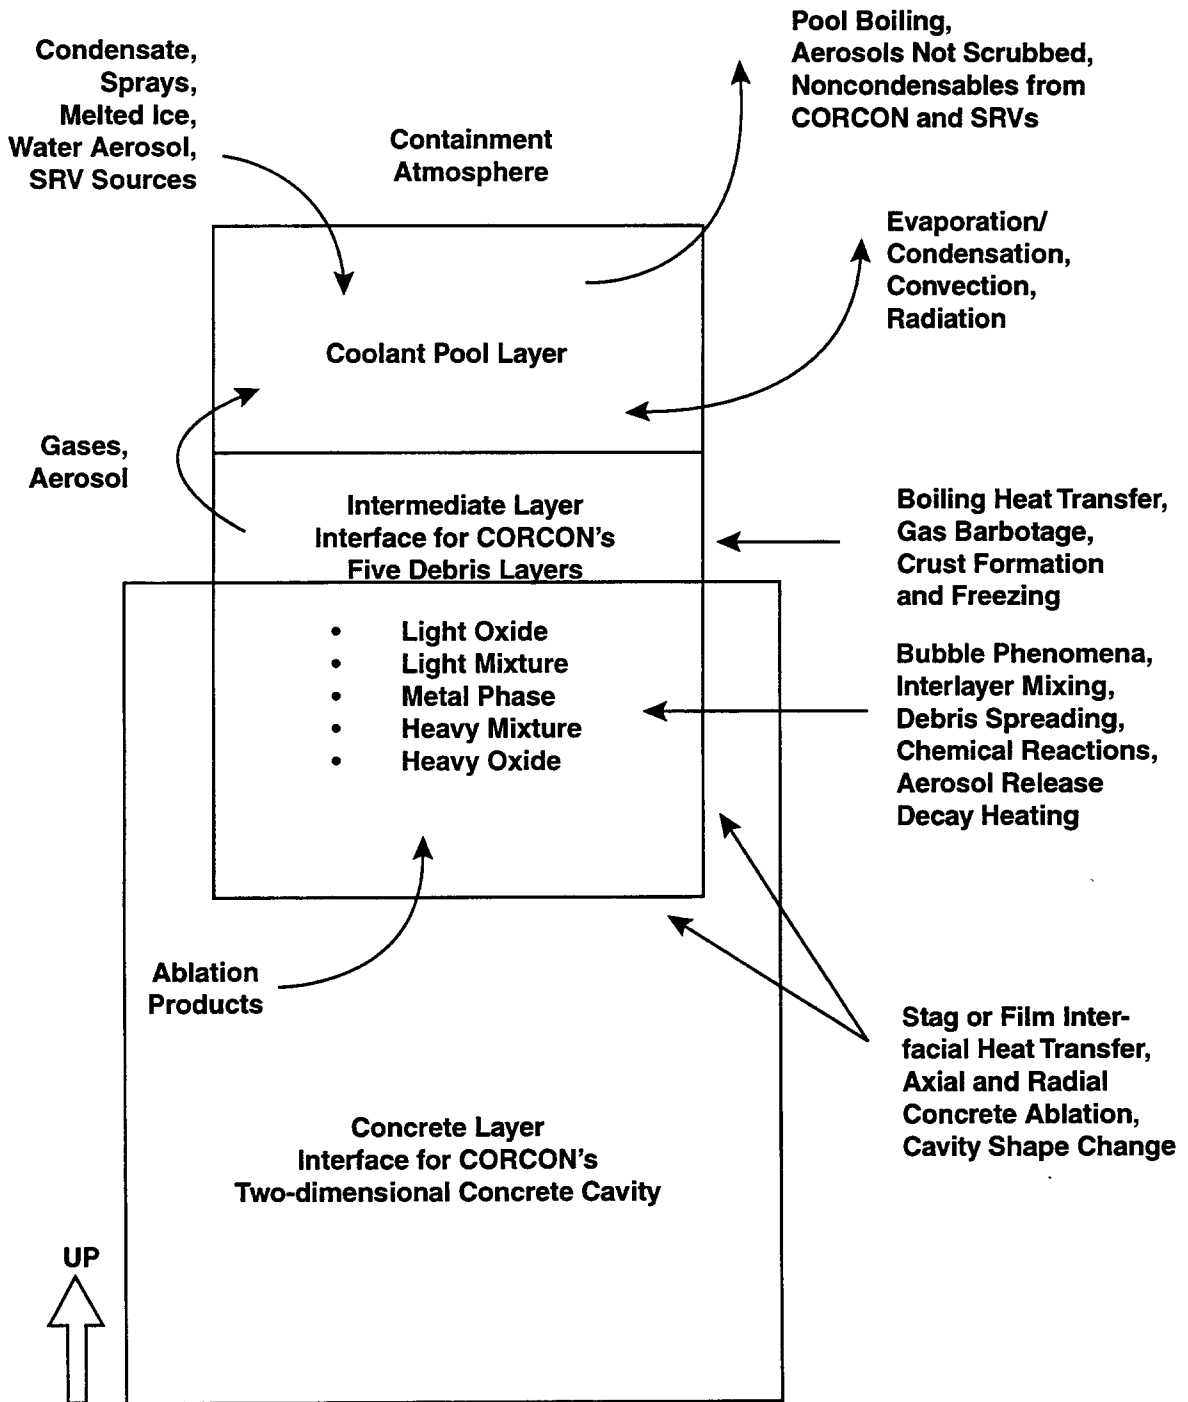 Condensate,
Sprays,
Melted Ice,
Water Aerosol,
SRV Sources
Containment
Atmosphere
Pool Boiling,
Aerosols Not Scrubbed,
Noncondensables from
CORCON and SRVs
Evaporation/
Condensation,
Convection,
Radiation
Coolant Pool Layer
Gases,
Aerosol
Intermediate Layer
Interface for CORCON's
Five Debris Layers
Boiling Heat Transfer,
Gas Barbotage,
Crust Formation
and Freezing
• Light Oxide
• Light Mixture
• Metal Phase
• Heavy Mixture
• Heavy Oxide
Bubble Phenomena,
Interlayer Mixing,
Debris Spreading,
Chemical Reactions,
Aerosol Release
Decay Heating
Ablation
Products
Stag or Film Inter-
facial Heat Transfer,
Axial and Radial
Concrete Ablation,
Cavity Shape Change
Concrete Layer
Interface for CORCON's
Two-dimensional Concrete Cavity
UP